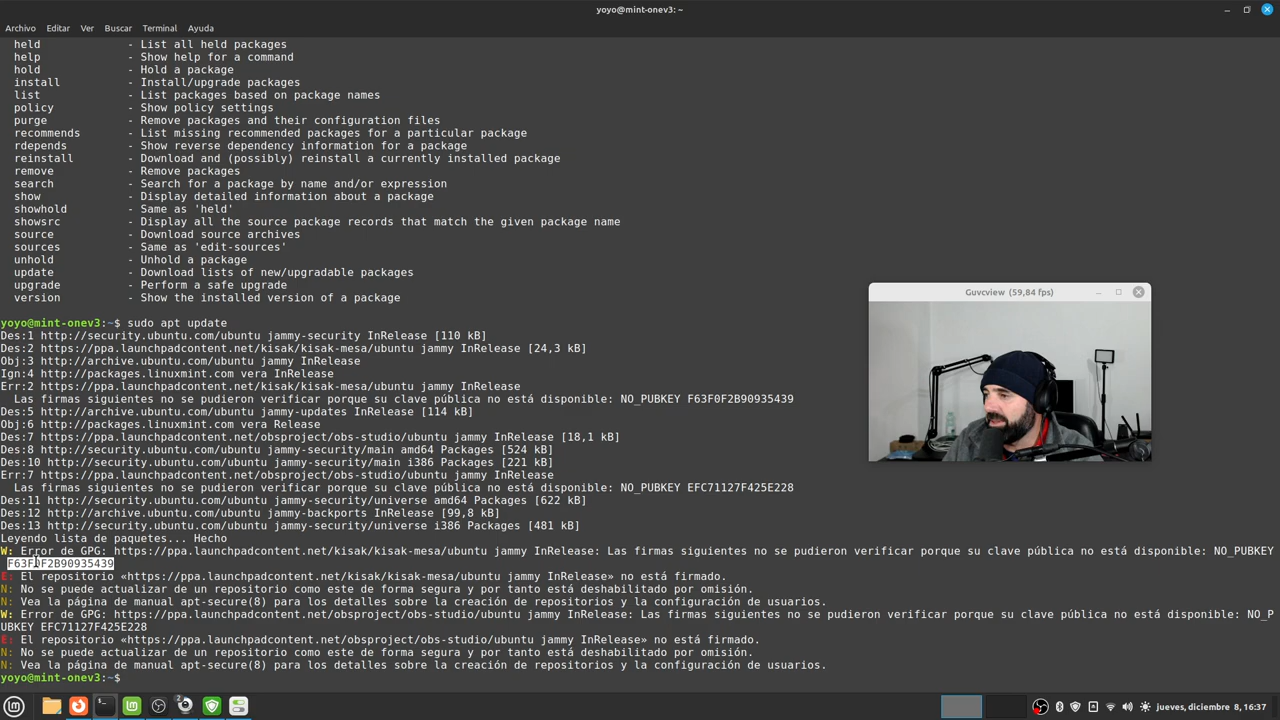 yoyo@mint-onev3: ~
Archivo Editar Ver Buscar Terminal Ayuda
held - List all held packages
help - Show help for a command
hold - Hold a package
install - Install/upgrade packages
list - List packages based on package names
policy - Show policy settings
purge - Remove packages and their configuration files
recommends - List missing recommended packages for a particular package
rdepends - Show reverse dependency information for a package
reinstall - Download and (possibly) reinstall a currently installed package
remove - Remove packages
search - Search for a package by name and/or expression
show - Display detailed information about a package
showhold - Same as 'held'
showsrc - Display all the source package records that match the given package name
source - Download source archives
sources - Same as 'edit-sources'
unhold - Unhold a package
update - Download lists of new/upgradable packages
upgrade - Perform a safe upgrade
version - Show the installed version of a package
Guvcview (59,84 fps)
yoyo@mint-onev3:~$ sudo apt update
Des:1 http://security.ubuntu.com/ubuntu jammy-security InRelease [110 kB]
Des:2 https://ppa.launchpadcontent.net/kisak/kisak-mesa/ubuntu jammy InRelease [24,3 kB]
Obj:3 http://archive.ubuntu.com/ubuntu jammy InRelease
Ign:4 http://packages.linuxmint.com vera InRelease
Err:2 https://ppa.launchpadcontent.net/kisak/kisak-mesa/ubuntu jammy InRelease
Las firmas siguientes no se pudieron verificar porque su clave pública no está disponible: NO_PUBKEY F63F0F2B90935439
Des:5 http://archive.ubuntu.com/ubuntu jammy-updates InRelease [114 kB]
Obj:6 http://packages.linuxmint.com vera Release
Des:7 https://ppa.launchpadcontent.net/obsproject/obs-studio/ubuntu jammy InRelease [18,1 kB]
Des:8 http://security.ubuntu.com/ubuntu jammy-security/main amd64 Packages [524 kB]
Des:10 http://security.ubuntu.com/ubuntu jammy-security/main i386 Packages [221 kB]
Err:7 https://ppa.launchpadcontent.net/obsproject/obs-studio/ubuntu jammy InRelease
Las firmas siguientes no se pudieron verificar porque su clave pública no está disponible: NO_PUBKEY EFC71127F425E228
Des:11 http://security.ubuntu.com/ubuntu jammy-security/universe amd64 Packages [622 kB]
Des:12 http://archive.ubuntu.com/ubuntu jammy-backports InRelease [99,8 kB]
Des:13 http://security.ubuntu.com/ubuntu jammy-security/universe i386 Packages [481 kB]
Leyendo lista de paquetes... Hecho
W: Error de GPG: https://ppa.launchpadcontent.net/kisak/kisak-mesa/ubuntu jammy InRelease: Las firmas siguientes no se pudieron verificar porque su clave pública no está disponible: NO_PUBKEY
F63F0F2B90935439
E: El repositorio «https://ppa.launchpadcontent.net/kisak/kisak-mesa/ubuntu jammy InRelease» no está firmado.
N: No se puede actualizar de un repositorio como este de forma segura y por tanto está deshabilitado por omisión.
N: Vea la página de manual apt-secure(8) para los detalles sobre la creación de repositorios y la configuración de usuarios.
W: Error de GPG: https://ppa.launchpadcontent.net/obsproject/obs-studio/ubuntu jammy InRelease: Las firmas siguientes no se pudieron verificar porque su clave pública no está disponible: NO_P
UBKEY EFC71127F425E228
E: El repositorio «https://ppa.launchpadcontent.net/obsproject/obs-studio/ubuntu jammy InRelease» no está firmado.
N: No se puede actualizar de un repositorio como este de forma segura y por tanto está deshabilitado por omisión.
N: Vea la página de manual apt-secure(8) para los detalles sobre la creación de repositorios y la configuración de usuarios.
yoyo@mint-onev3:~$
2
jueves, diciembre 8, 16:37